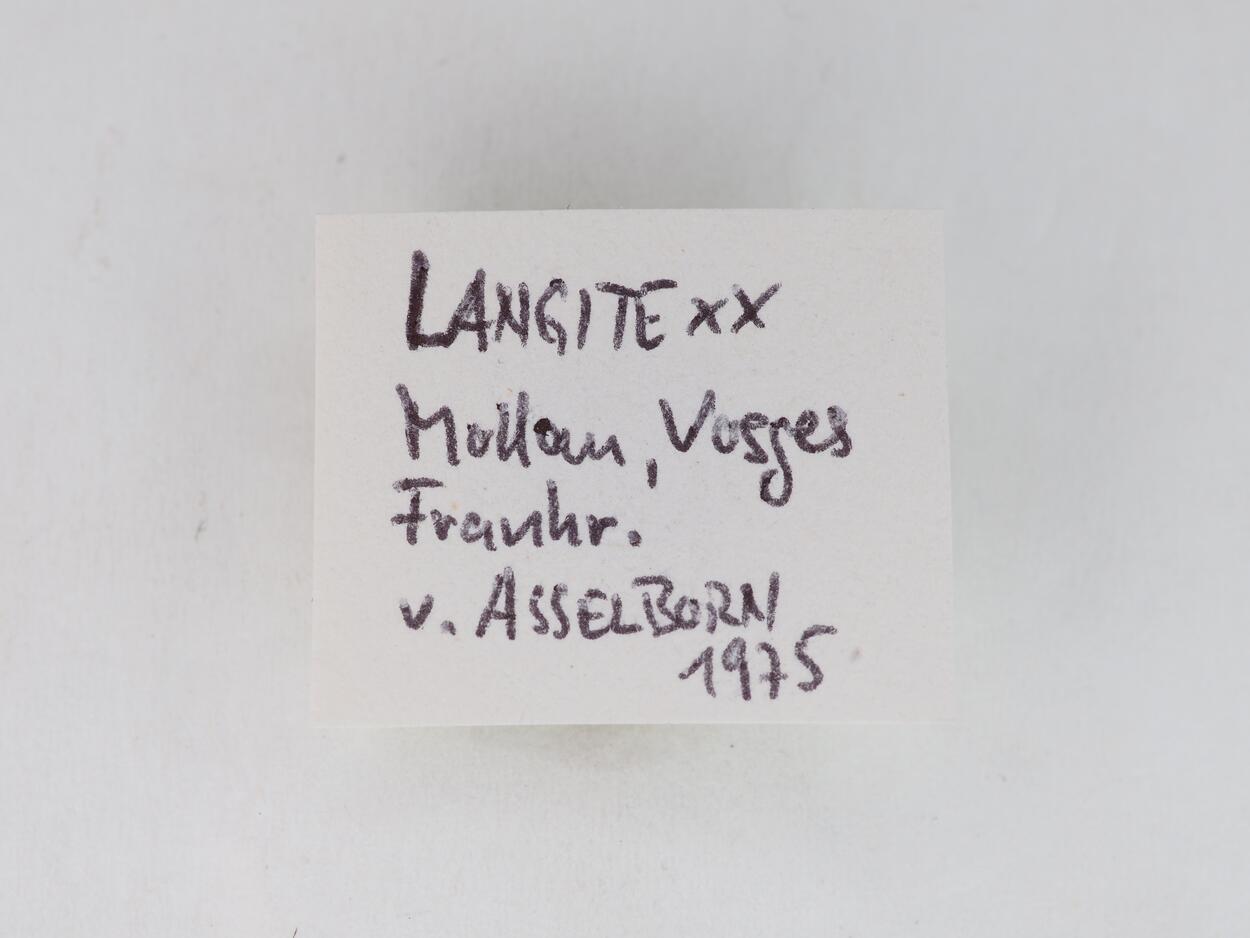 LANGITE xx
Mollau, Vosges
Frankr.
v. ASSELBORN
1975